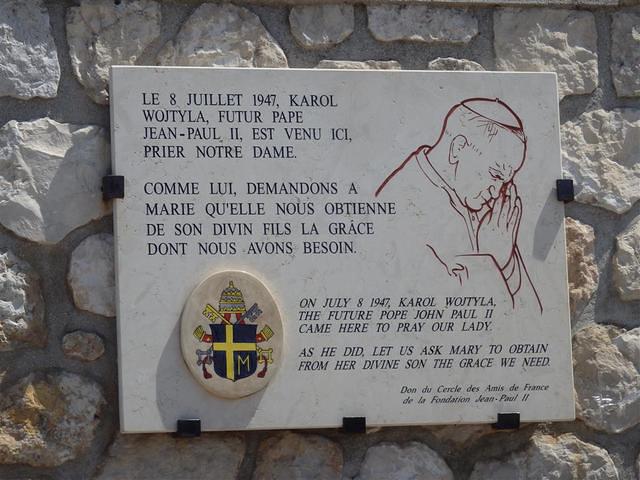 LE 8 JUILLET 1947, KAROL
WOJTYLA, FUTUR PAPE
JEAN-PAUL II, EST VENU ICI,
PRIER NOTRE DAME.
COMME LUI, DEMANDONS A
MARIE QU'ELLE NOUS OBTIENNE
DE SON DIVIN FILS LA GRÂCE
DONT NOUS AVONS BESOIN.
M
ON JULY 8 1947, KAROL WOJTYLA,
THE FUTURE POPE JOHN PAUL II
CAME HERE TO PRAY OUR LADY.
AS HE DID, LET US ASK MARY TO OBTAIN
FROM HER DIVINE SON THE GRACE WE NEED.
Don du Cercle des Amis de France
de la Fondation Jean-Paul II